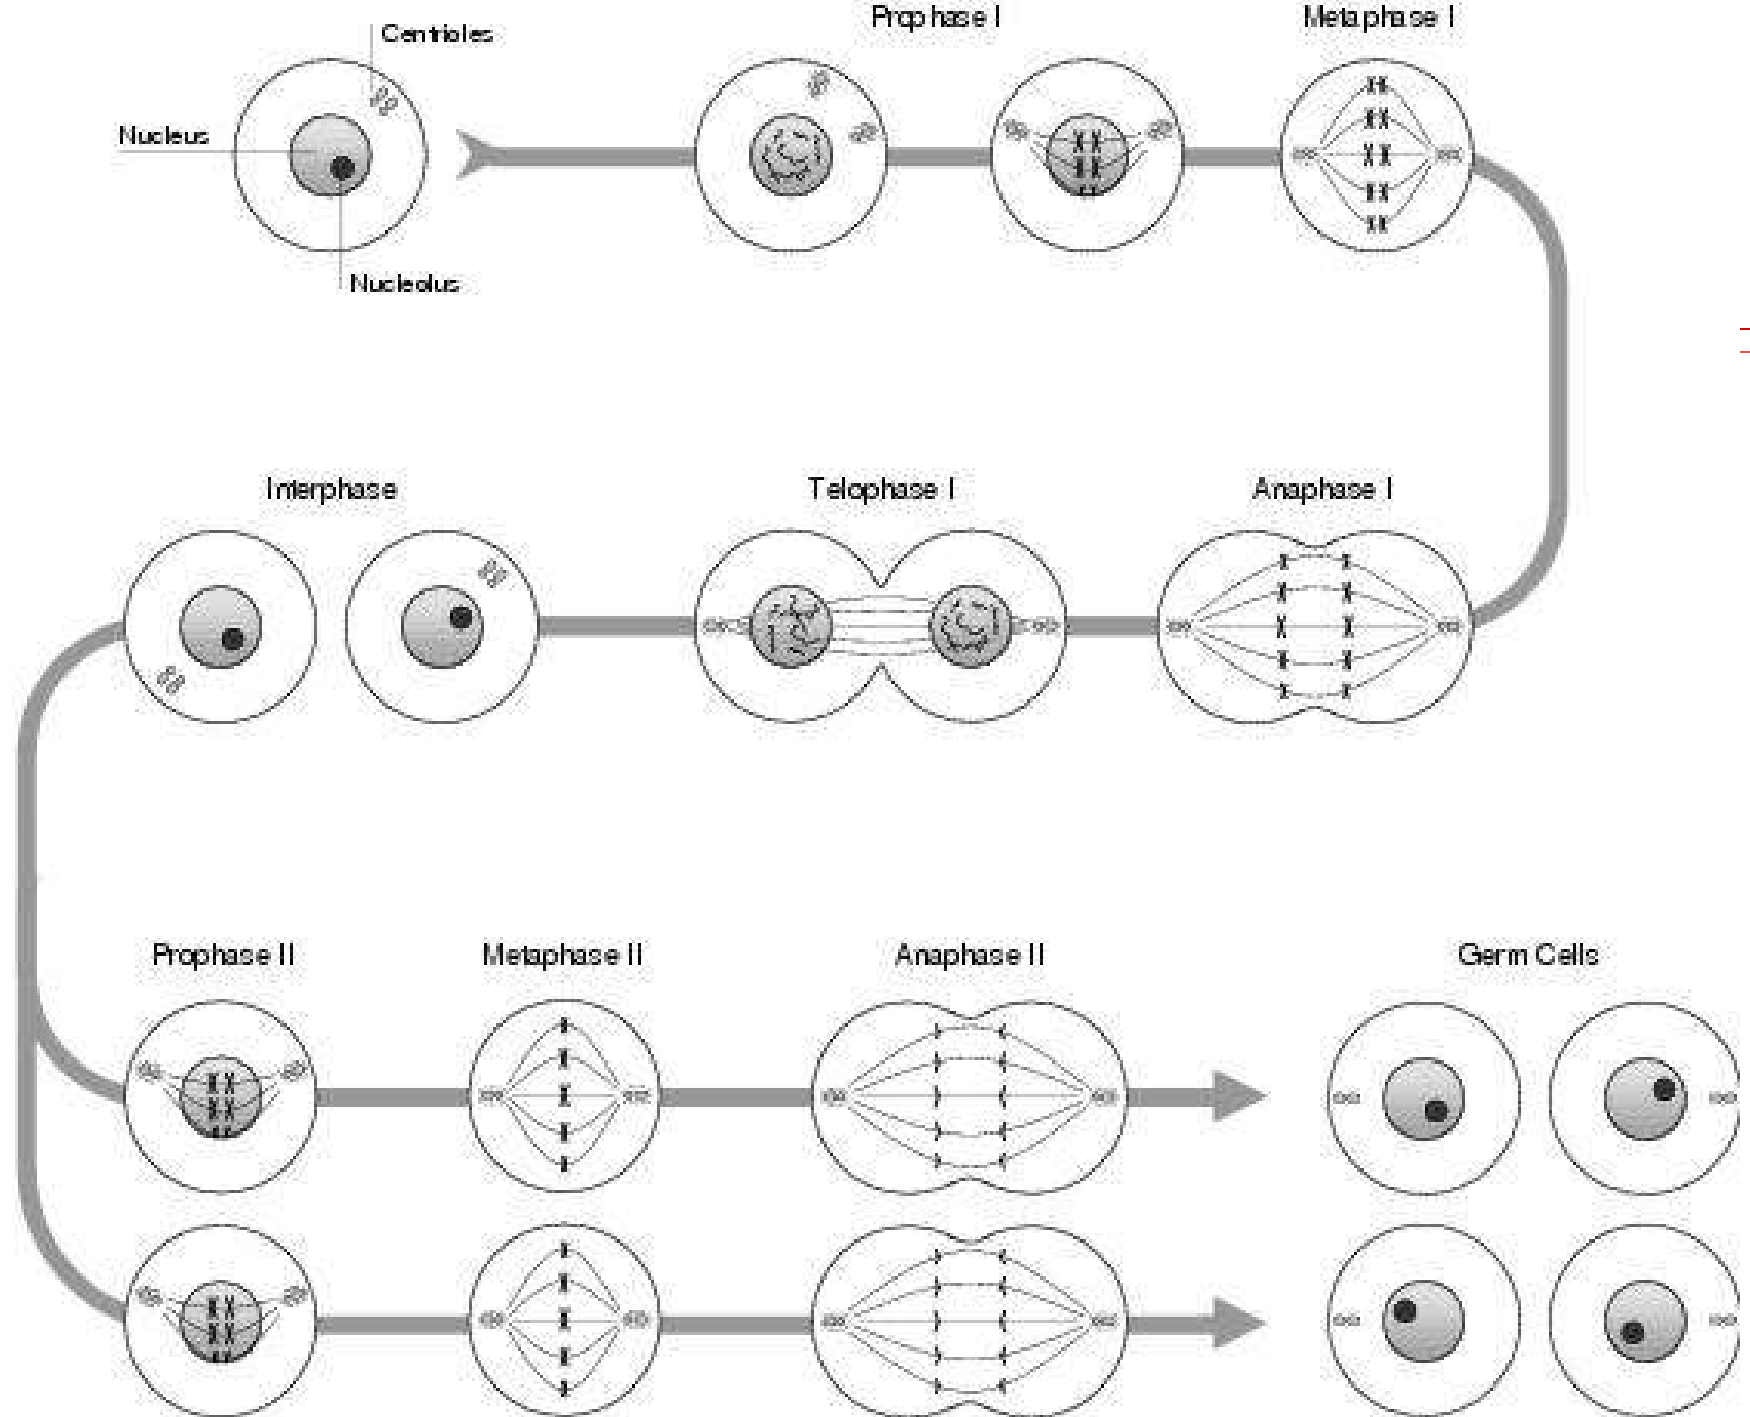 Prophase I
Metaphase I
Centrioles
Nucleus
Nucleolus
Interphase
Telophase I
Anaphase I
Prophase II
Metaphase II
Anaphase II
Germ Cells